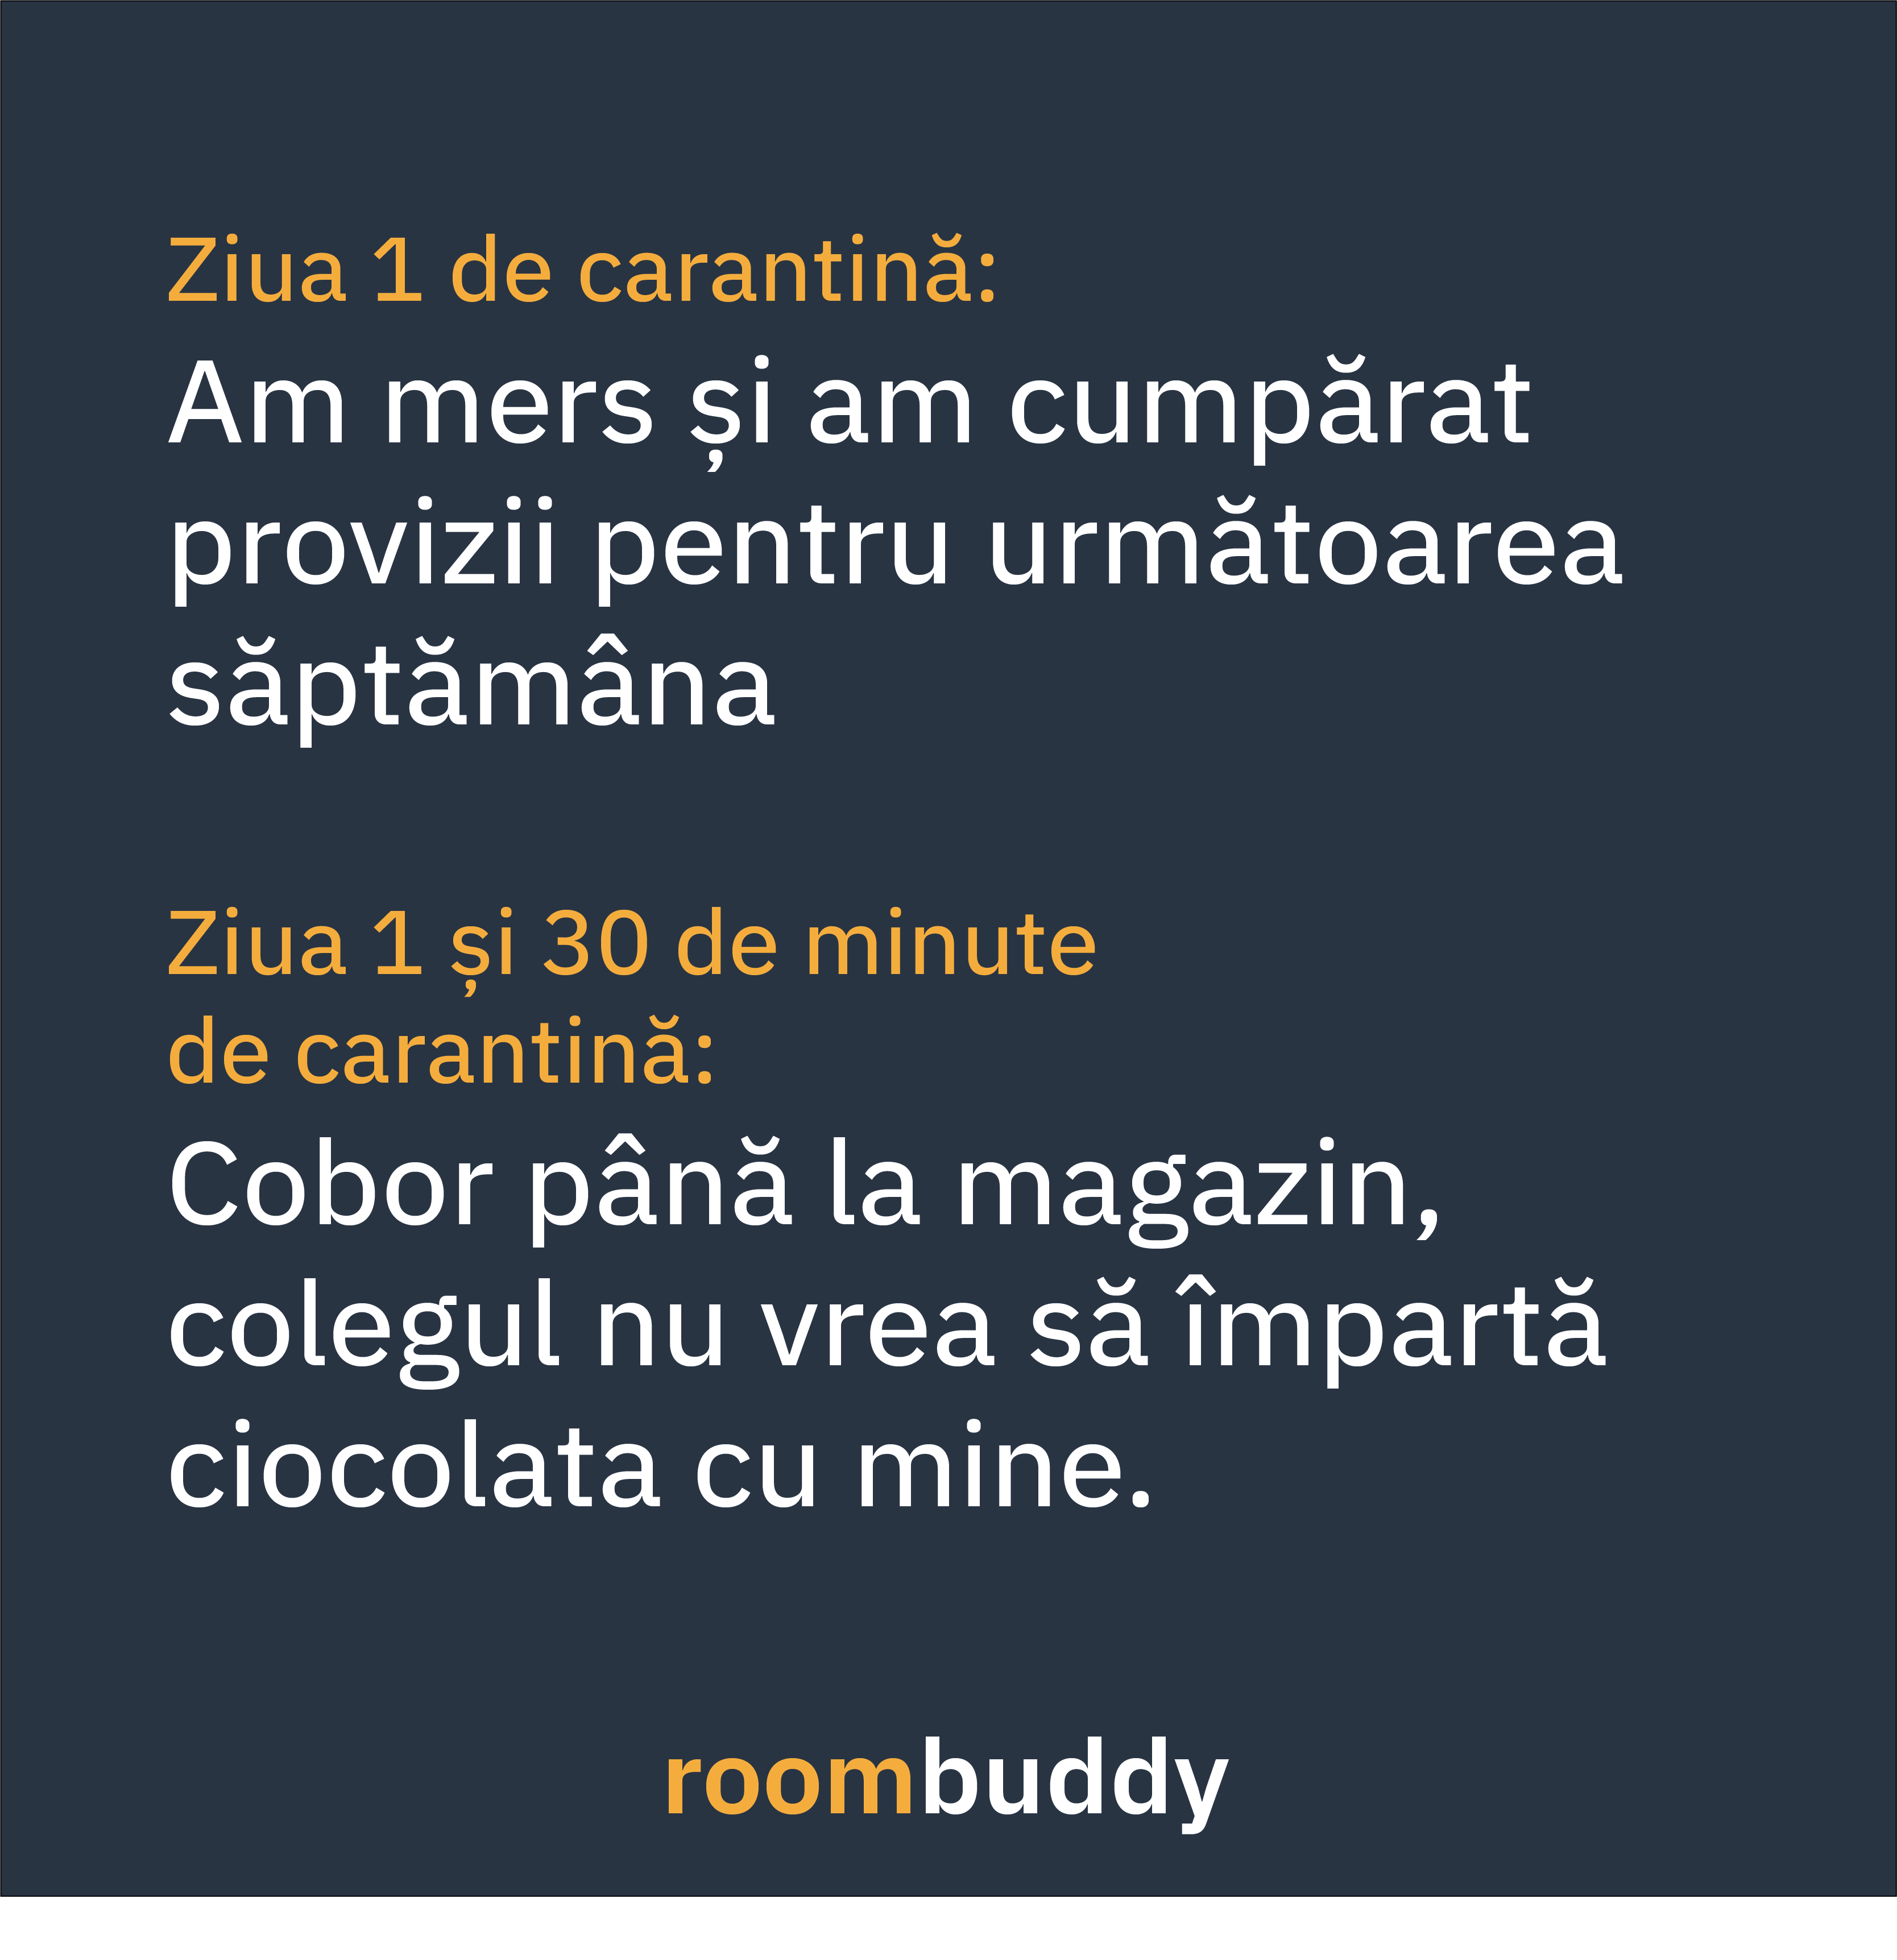 Ziua 1 de carantină:
Am mers și am cumpărat
provizii pentru următoarea
săptămâna
Ziua 1 și 30 de minute
de carantină:
Cobor până la magazin,
colegul nu vrea să împartă
ciocolata cu mine.
roombuddy